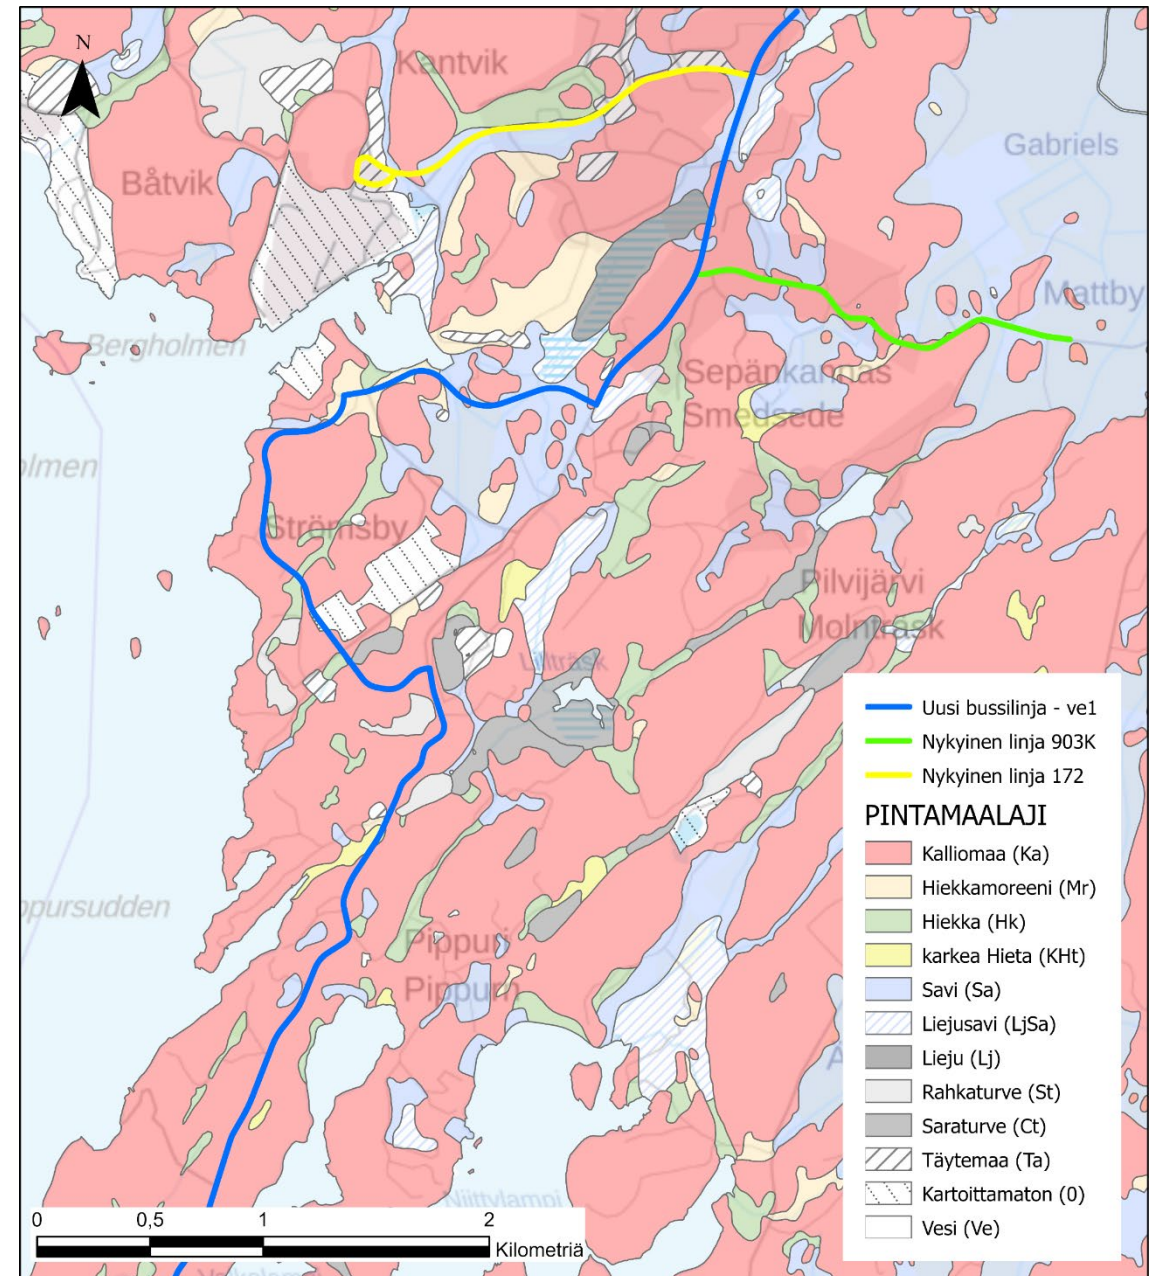 N
Kantvik
Båtvik
Gabriels
Mattby
Bergholmen
Sepänkannas
Smedsede
olmen
Strömsby
Pilvijärvi
Molnträsk
Lillträsk
ppursudden
Pippuri
Pippurn
Niittylampi
Uusi bussilinja - ve1
Nykyinen linja 903K
Nykyinen linja 172
PINTAMAALAJI
Kalliomaa (Ka)
Hiekkamoreeni (Mr)
Hiekka (Hk)
karkea Hieta (KHt)
Savi (Sa)
Liejusavi (LjSa)
Lieju (Lj)
Rahkaturve (St)
Saraturve (Ct)
Täytemaa (Ta)
Kartoittamaton (0)
Vesi (Ve)
0 0,5 1 2
Kilometriä